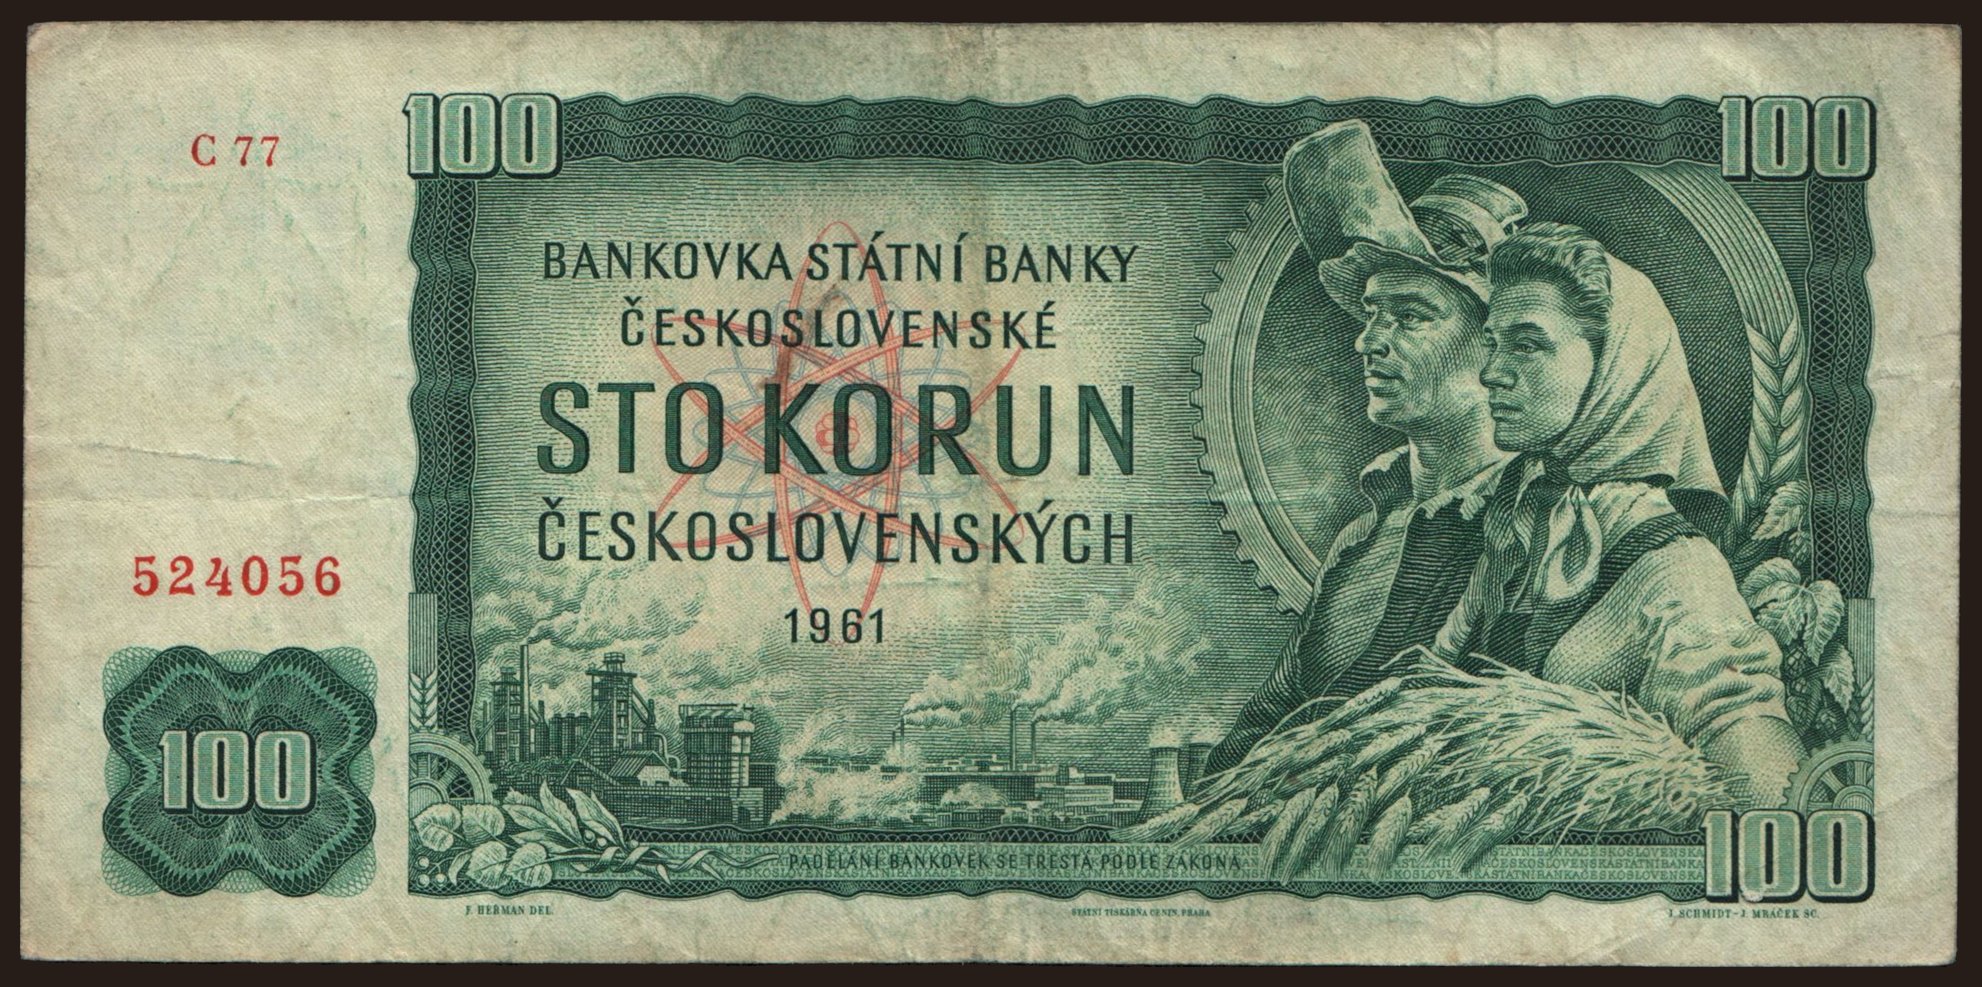 C 77
100
100
BANKOVKA STÁTNÍ BANKY
ČESKOSLOVENSKÉ
STO KORUN
ČESKOSLOVENSKÝCH
524056
1961
100
100
PADĚLÁNÍ BANKOVEK SE TRESTÁ PODLE ZÁKONA
F. HEŘMAN DEL.
STÁTNÍ TISKÁRNA CENIN, PRAHA
J. SCHMIDT - J. MRÁČEK SC.